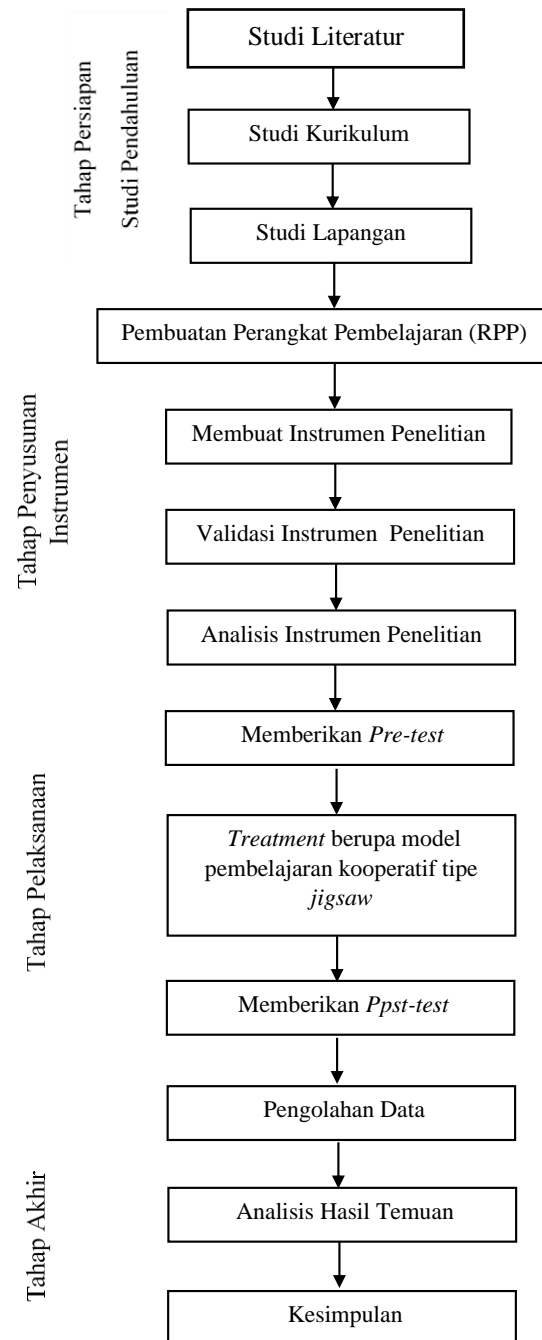 Tahap Persiapan
Studi Pendahuluan
Studi Literatur
Studi Kurikulum
Studi Lapangan
Pembuatan Perangkat Pembelajaran (RPP)
Tahap Penyusunan
Instrumen
Membuat Instrumen Penelitian
Validasi Instrumen Penelitian
Analisis Instrumen Penelitian
Tahap Pelaksanaan
Memberikan Pre-test
Treatment berupa model
pembelajaran kooperatif tipe
jigsaw
Memberikan Ppst-test
Tahap Akhir
Pengolahan Data
Analisis Hasil Temuan
Kesimpulan